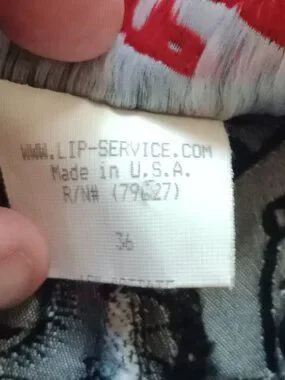 WWW.LIP-SERVICE.COM
Made in U.S.A.
R/N# (79627)
36